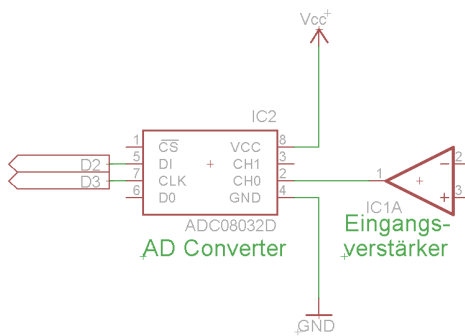 Vcc
IC2
1 CS VCC 8
D2 5 DI CH1 3
D3 7 CLK CH0 2 1 2
6 D0 GND 4 IC1A 3
ADC08032D
AD Converter
Eingangs-
verstärker
GND